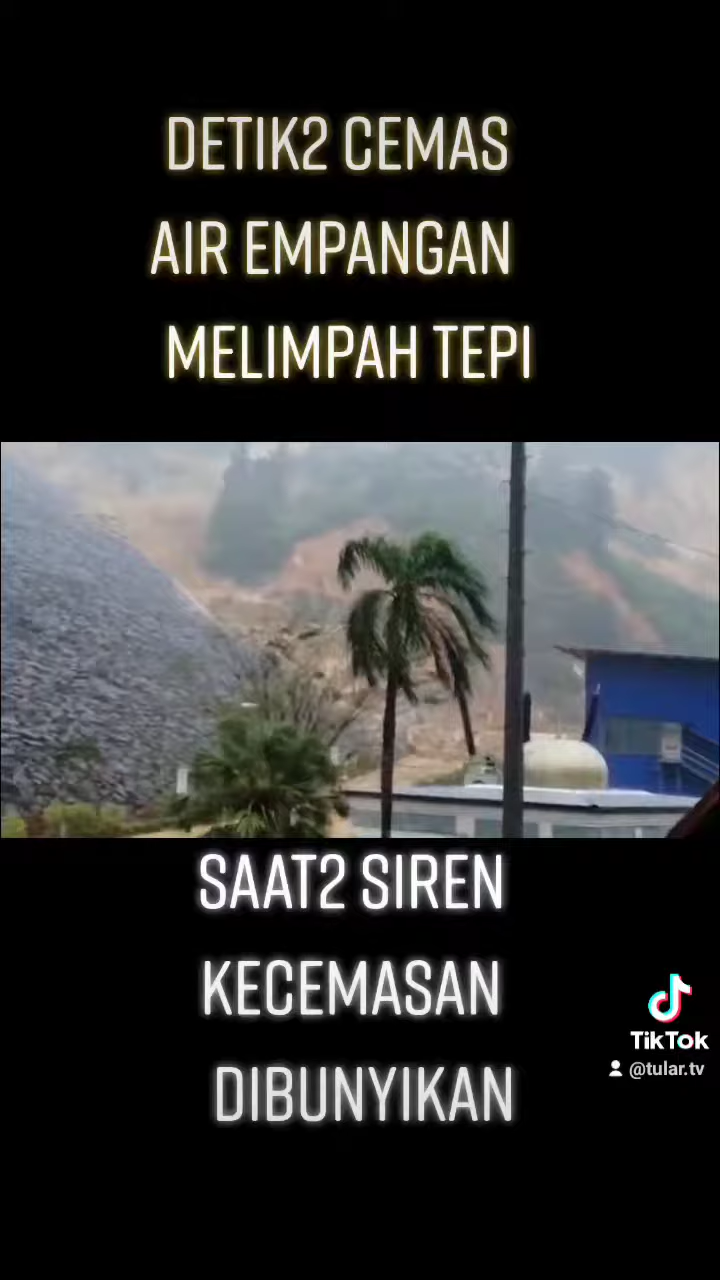 DETIK2 CEMAS
AIR EMPANGAN
MELIMPAH TEPI
SAAT2 SIREN
KECEMASAN
DIBUNYIKAN
TikTok
@tular.tv